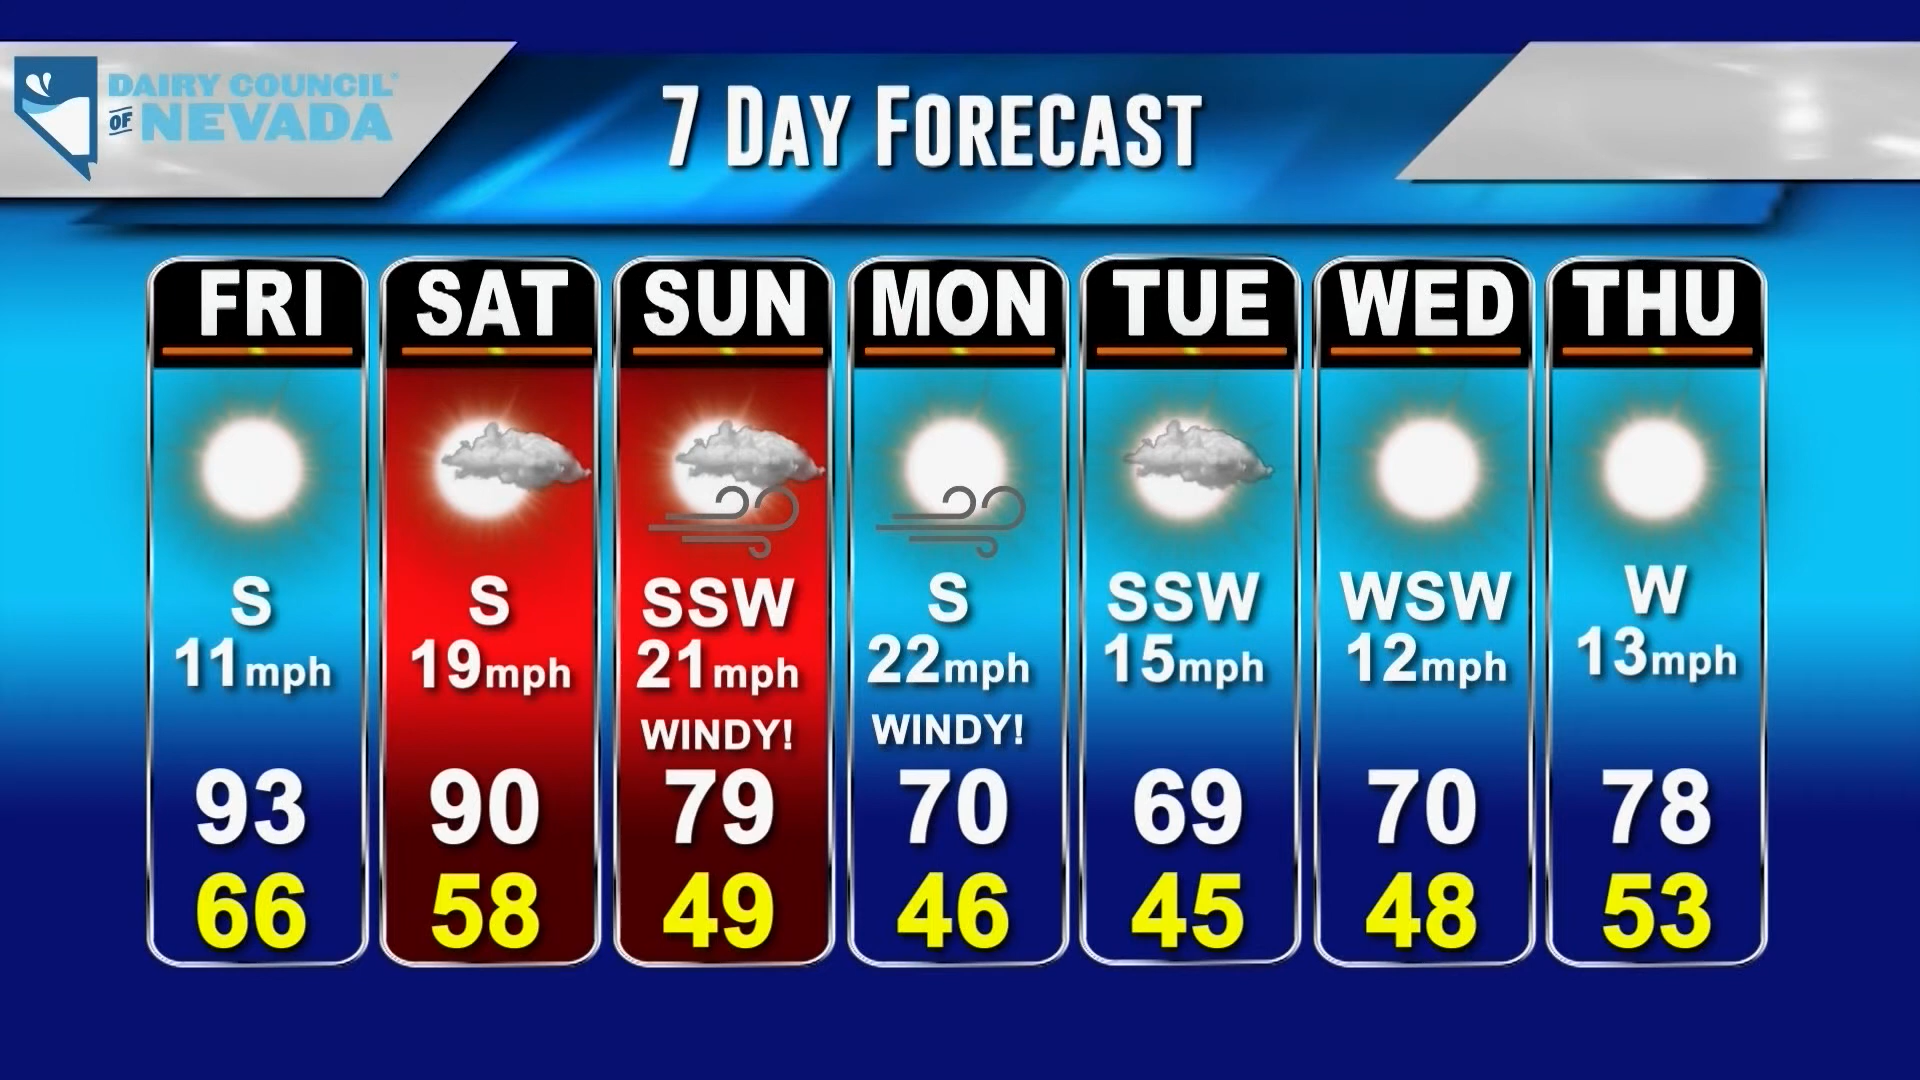 DAIRY COUNCIL®
OF NEVADA
7 DAY FORECAST
FRI
S
11mph
93
66
SAT
S
19mph
90
58
SUN
SSW
21mph
WINDY!
79
49
MON
S
22mph
WINDY!
70
46
TUE
SSW
15mph
69
45
WED
WSW
12mph
70
48
THU
W
13mph
78
53